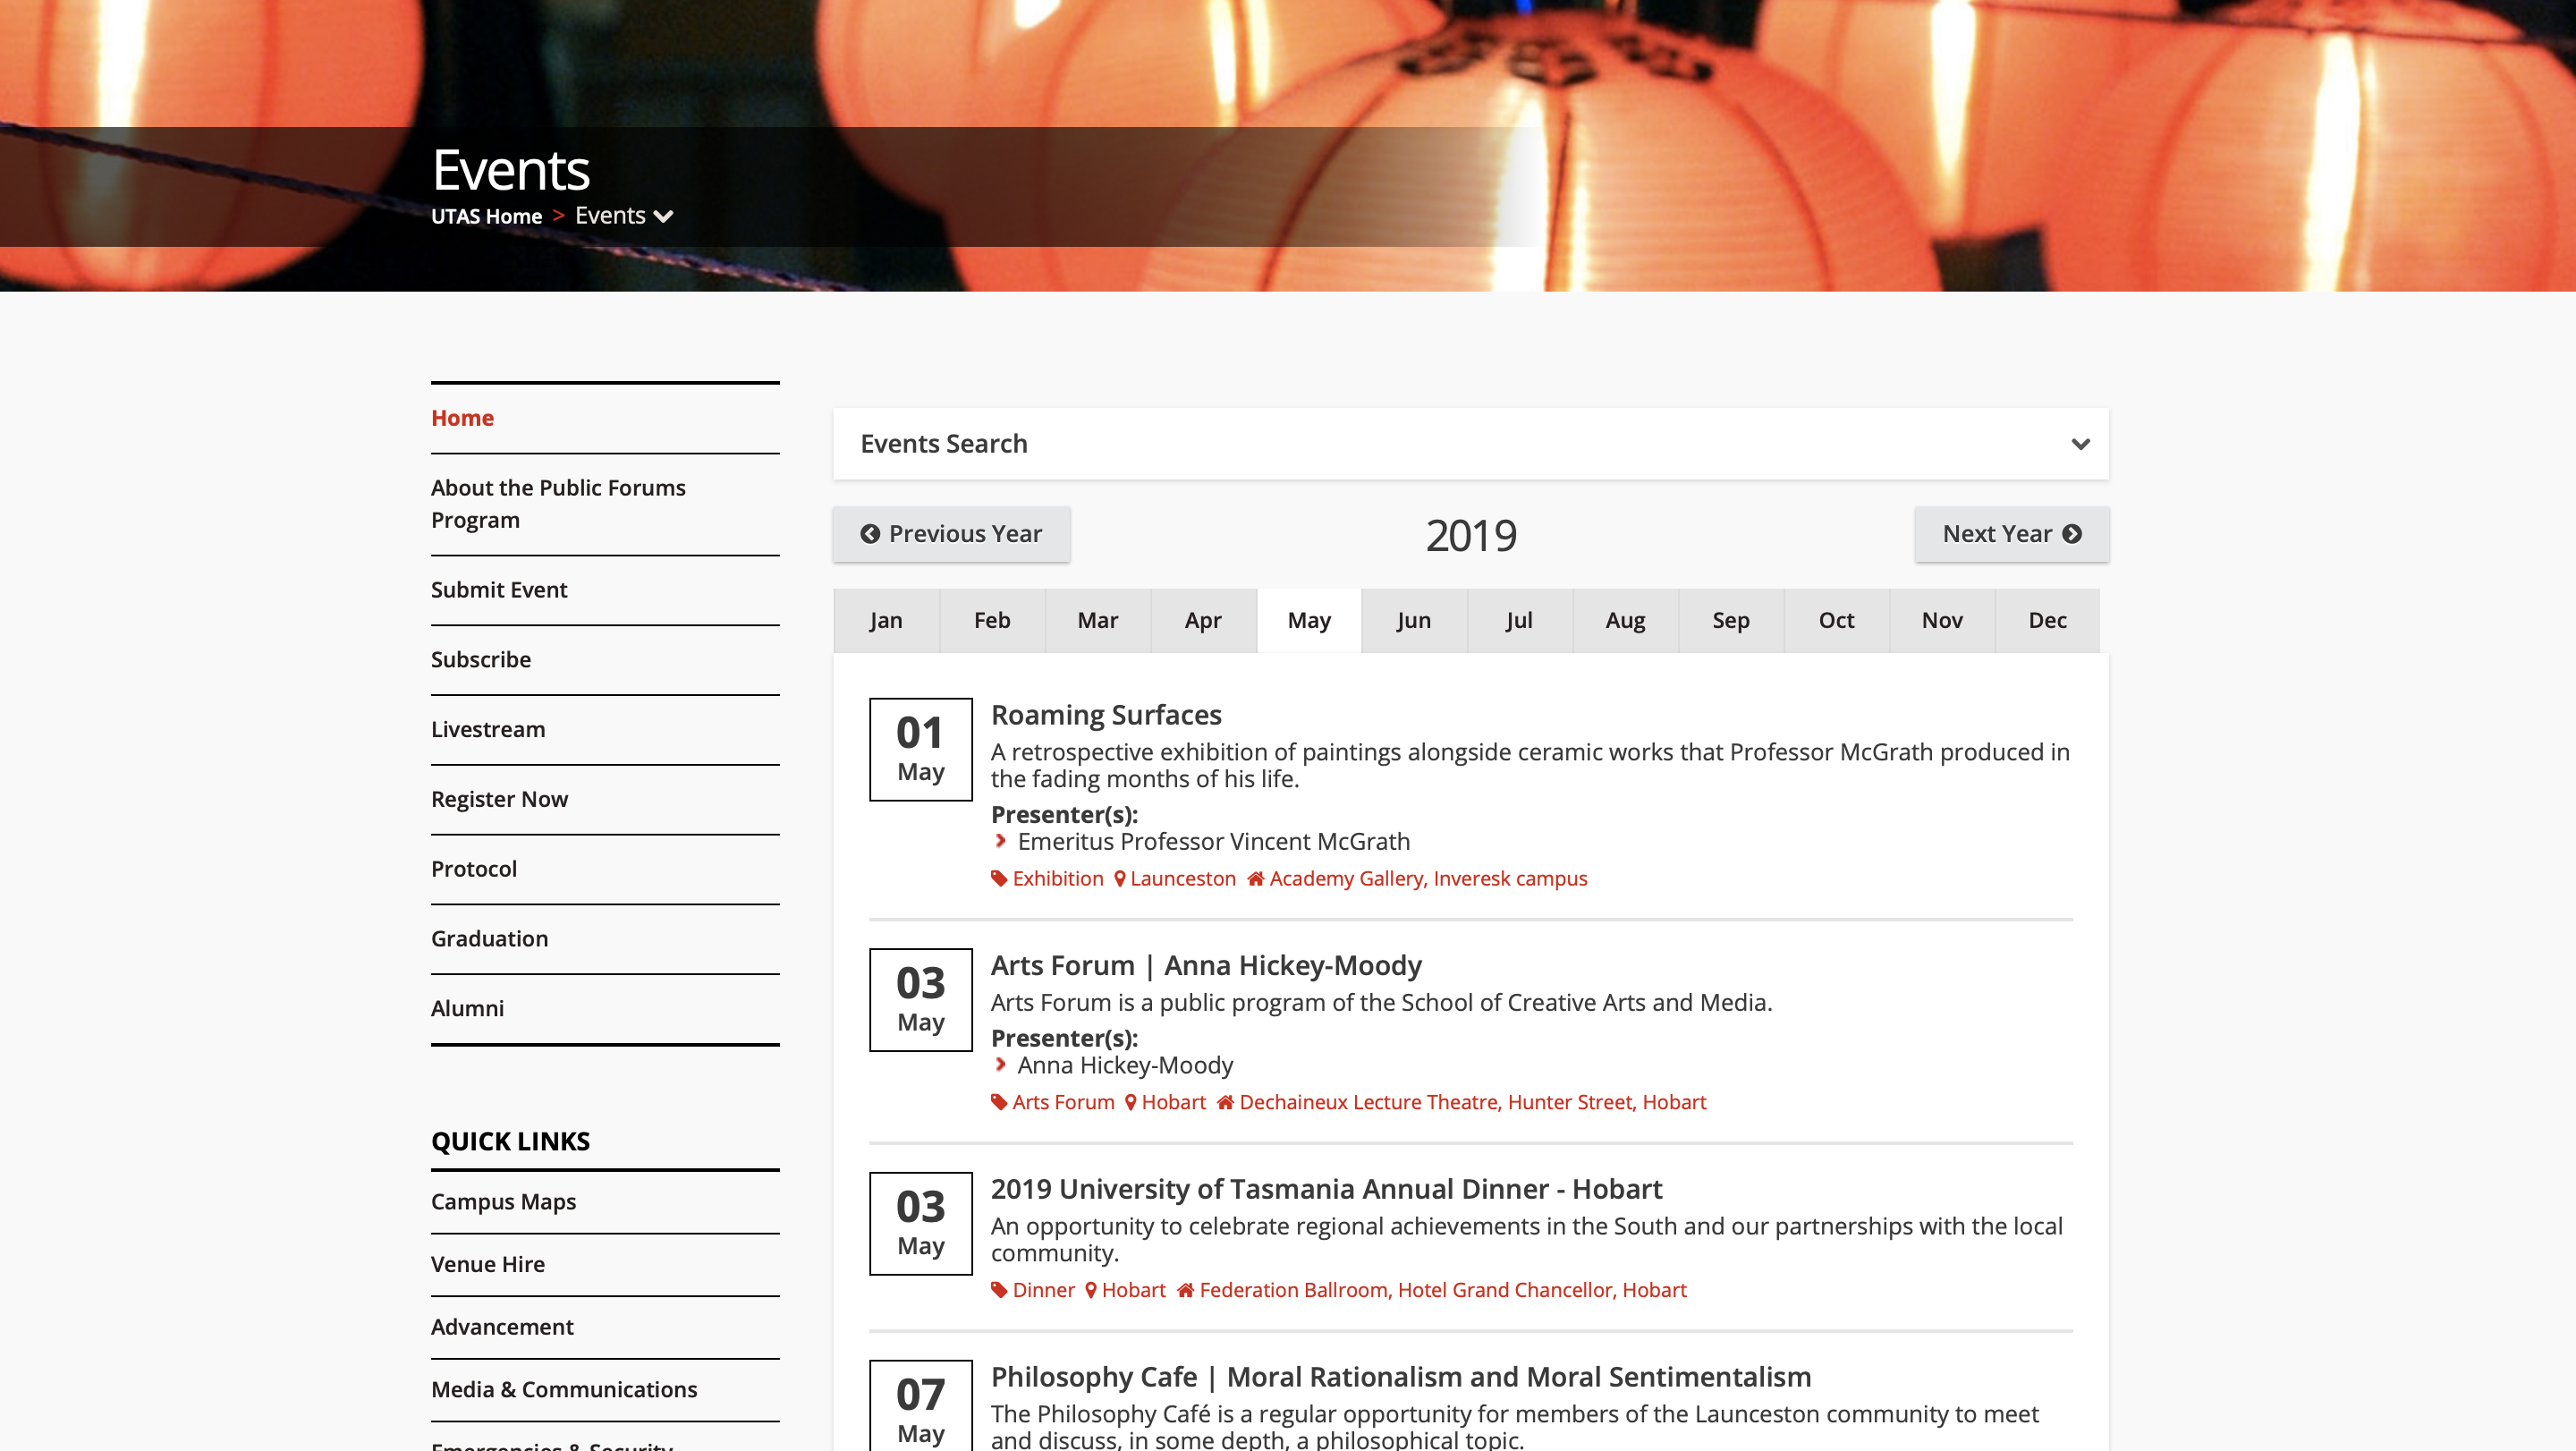 Events
UTAS Home > Events
Home
About the Public Forums
Program
Submit Event
Subscribe
Livestream
Register Now
Protocol
Graduation
Alumni
QUICK LINKS
Campus Maps
Venue Hire
Advancement
Media & Communications
Emergencies & Security
Events Search
Previous Year 2019 Next Year
Jan Feb Mar Apr May Jun Jul Aug Sep Oct Nov Dec
01
May
Roaming Surfaces
A retrospective exhibition of paintings alongside ceramic works that Professor McGrath produced in
the fading months of his life.
Presenter(s):
Emeritus Professor Vincent McGrath
Exhibition Launceston Academy Gallery, Inveresk campus
03
May
Arts Forum | Anna Hickey-Moody
Arts Forum is a public program of the School of Creative Arts and Media.
Presenter(s):
Anna Hickey-Moody
Arts Forum Hobart Dechaineux Lecture Theatre, Hunter Street, Hobart
03
May
2019 University of Tasmania Annual Dinner - Hobart
An opportunity to celebrate regional achievements in the South and our partnerships with the local
community.
Dinner Hobart Federation Ballroom, Hotel Grand Chancellor, Hobart
07
May
Philosophy Cafe | Moral Rationalism and Moral Sentimentalism
The Philosophy Café is a regular opportunity for members of the Launceston community to meet
and discuss, in some depth, a philosophical topic.